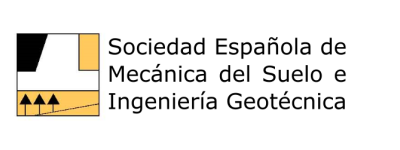 Sociedad Española de
Mecánica del Suelo e
Ingeniería Geotécnica